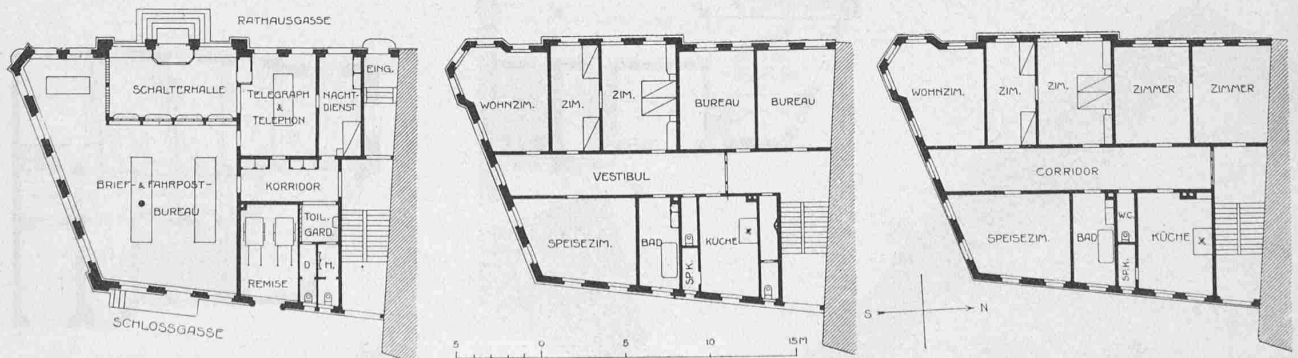 RATHAUSGASSE
SCHALTERHALLE
TELEGRAPH
&
TELEPHON
NACHT-
DIENST
EING.
BRIEF- & FAHRPOST-
BUREAU
KORRIDOR
TOIL.
GARD.
REMISE
D
M.
SCHLOSSGASSE
WOHNZIM.
ZIM.
ZIM.
BUREAU
BUREAU
VESTIBUL
SPEISEZIM.
BAD
SP.K.
KÜCHE
5 0 5 10 15 M
WOHNZIM.
ZIM.
ZIM.
ZIMMER
ZIMMER
CORRIDOR
SPEISEZIM.
BAD
W.C.
SP.K.
KÜCHE
S N